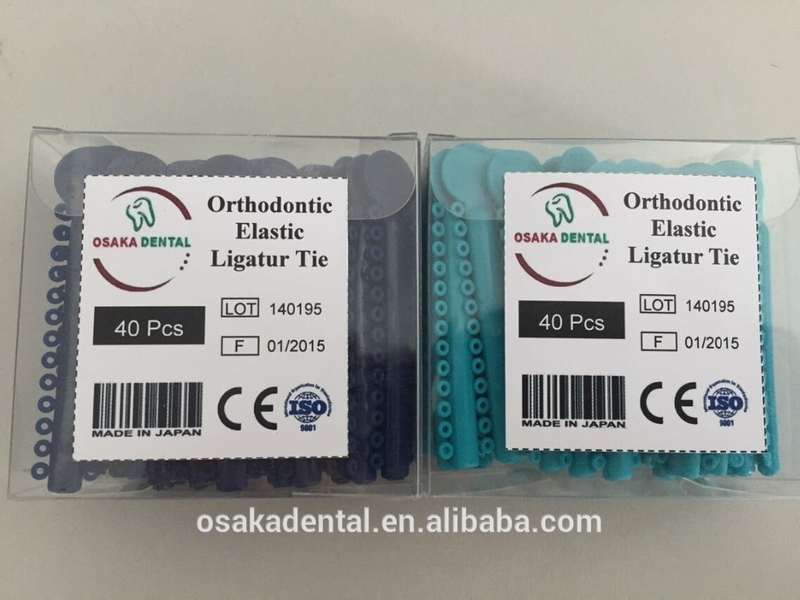 OSAKA DENTAL
Orthodontic
Elastic
Ligatur Tie
40 Pcs
LOT 140195
F 01/2015
MADE IN JAPAN
CE
ISO
9001
OSAKA DENTAL
Orthodontic
Elastic
Ligatur Tie
40 Pcs
LOT 140195
F 01/2015
MADE IN JAPAN
CE
ISO
9001
osakadental.en.alibaba.com